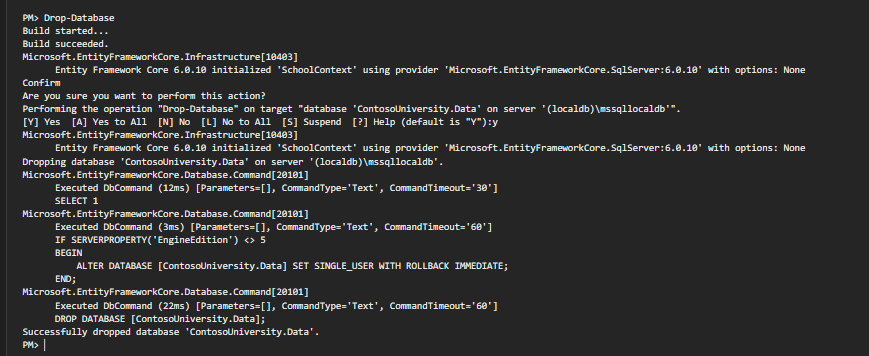 PM> Drop-Database
Build started...
Build succeeded.
Microsoft.EntityFrameworkCore.Infrastructure[10403]
Entity Framework Core 6.0.10 initialized 'SchoolContext' using provider 'Microsoft.EntityFrameworkCore.SqlServer:6.0.10' with options: None
Confirm
Are you sure you want to perform this action?
Performing the operation "Drop-Database" on target "database 'ContosoUniversity.Data' on server '(localdb)\mssqllocaldb'".
[Y] Yes  [A] Yes to All  [N] No  [L] No to All  [S] Suspend  [?] Help (default is "Y"):y
Microsoft.EntityFrameworkCore.Infrastructure[10403]
Entity Framework Core 6.0.10 initialized 'SchoolContext' using provider 'Microsoft.EntityFrameworkCore.SqlServer:6.0.10' with options: None
Dropping database 'ContosoUniversity.Data' on server '(localdb)\mssqllocaldb'.
Microsoft.EntityFrameworkCore.Database.Command[20101]
Executed DbCommand (12ms) [Parameters=[], CommandType='Text', CommandTimeout='30']
SELECT 1
Microsoft.EntityFrameworkCore.Database.Command[20101]
Executed DbCommand (3ms) [Parameters=[], CommandType='Text', CommandTimeout='60']
IF SERVERPROPERTY('EngineEdition') <> 5
BEGIN
ALTER DATABASE [ContosoUniversity.Data] SET SINGLE_USER WITH ROLLBACK IMMEDIATE;
END;
Microsoft.EntityFrameworkCore.Database.Command[20101]
Executed DbCommand (22ms) [Parameters=[], CommandType='Text', CommandTimeout='60']
DROP DATABASE [ContosoUniversity.Data];
Successfully dropped database 'ContosoUniversity.Data'.
PM>